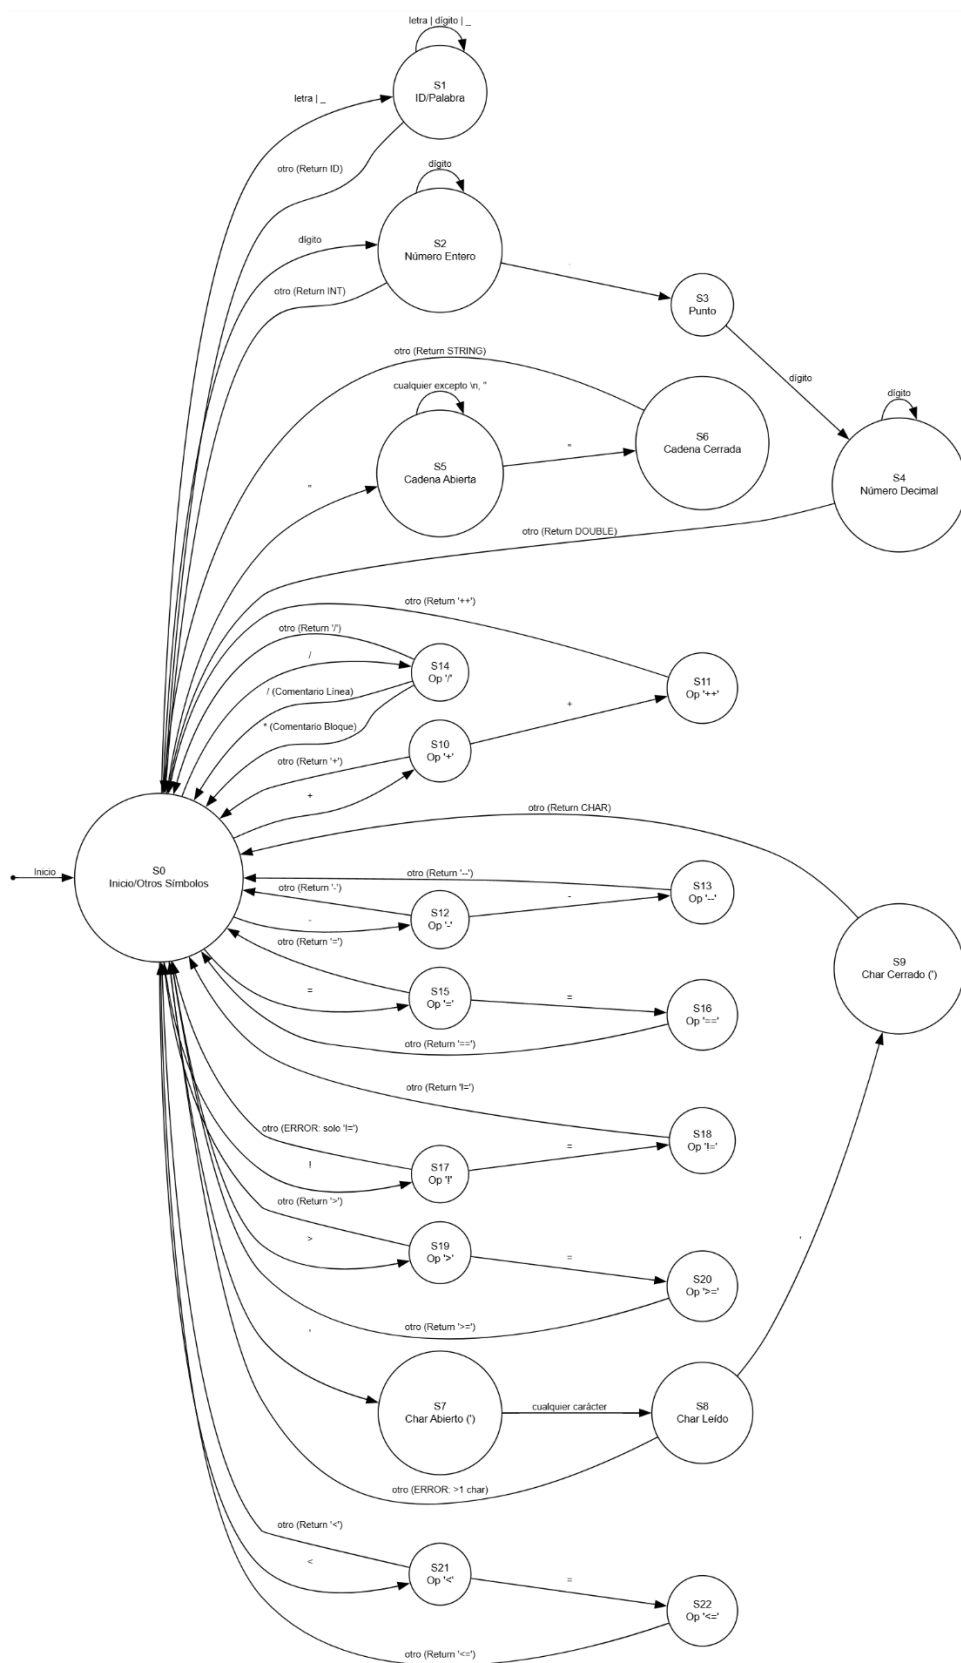 letra | dígito | _
S1
ID/Palabra
letra | _
otro (Return ID)
dígito
S2
Número Entero
dígito
otro (Return INT)
.
S3
Punto
otro (Return STRING)
dígito
cualquier excepto \n, "
S5
Cadena Abierta
"
S6
Cadena Cerrada
dígito
S4
Número Decimal
"
otro (Return DOUBLE)
otro (Return '++')
otro (Return '/')
/
S14
Op '/'
/ (Comentario Línea)
* (Comentario Bloque)
S11
Op '++'
+
S10
Op '+'
otro (Return '+')
+
otro (Return CHAR)
Inicio
S0
Inicio/Otros Símbolos
otro (Return '--')
S13
Op '--'
otro (Return '-')
-
S12
Op '-'
-
otro (Return '=')
S9
Char Cerrado (')
=
S15
Op '='
=
S16
Op '=='
otro (Return '==')
otro (Return '!=')
otro (ERROR: solo '!=')
S18
Op '!='
=
!
S17
Op '!'
otro (Return '>')
>
S19
Op '>'
=
S20
Op '>='
'
otro (Return '>=')
'
S7
Char Abierto (')
cualquier carácter
S8
Char Leído
otro (ERROR: >1 char)
otro (Return '<')
<
S21
Op '<'
=
S22
Op '<='
otro (Return '<=')